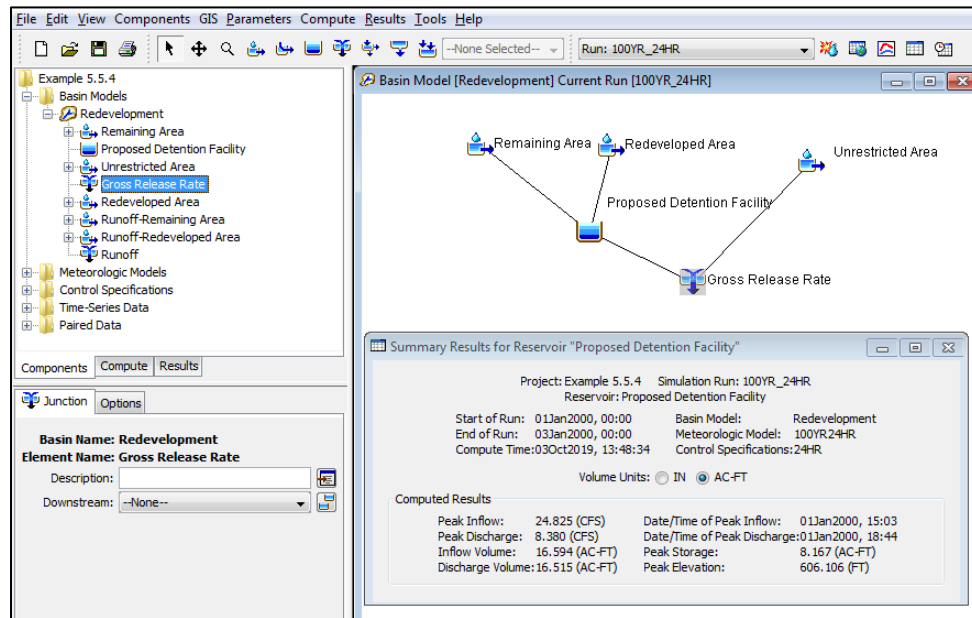 File Edit View Components GIS Parameters Compute Results Tools Help
--None Selected-- Run: 100YR_24HR
Example 5.5.4
Basin Models
Redevelopment
Remaining Area
Proposed Detention Facility
Unrestricted Area
Gross Release Rate
Redeveloped Area
Runoff-Remaining Area
Runoff-Redeveloped Area
Runoff
Meteorologic Models
Control Specifications
Time-Series Data
Paired Data
Components Compute Results
Junction Options
Basin Name: Redevelopment
Element Name: Gross Release Rate
Description:
Downstream: --None--
Basin Model [Redevelopment] Current Run [100YR_24HR]
Remaining Area Redeveloped Area Unrestricted Area
Proposed Detention Facility
Gross Release Rate
Summary Results for Reservoir "Proposed Detention Facility"
Project: Example 5.5.4 Simulation Run: 100YR_24HR
Reservoir: Proposed Detention Facility
Start of Run: 01Jan2000, 00:00 Basin Model: Redevelopment
End of Run: 03Jan2000, 00:00 Meteorologic Model: 100YR24HR
Compute Time:03Oct2019, 13:48:34 Control Specifications:24HR
Volume Units: IN AC-FT
Computed Results
Peak Inflow: 24.825 (CFS) Date/Time of Peak Inflow: 01Jan2000, 15:03
Peak Discharge: 8.380 (CFS) Date/Time of Peak Discharge:01Jan2000, 18:44
Inflow Volume: 16.594 (AC-FT) Peak Storage: 8.167 (AC-FT)
Discharge Volume:16.515 (AC-FT) Peak Elevation: 606.106 (FT)